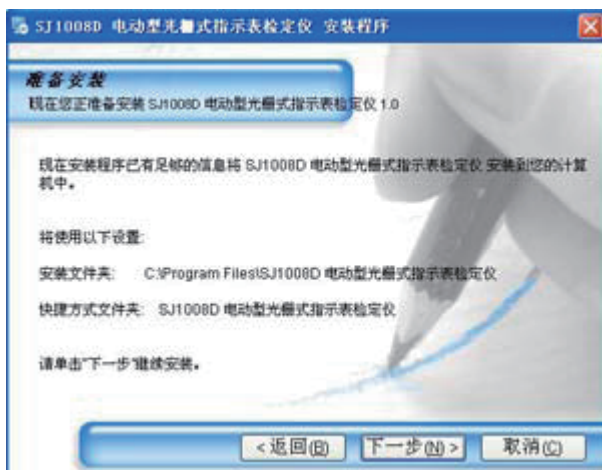 SJ1008D 电动型光栅式指示表检定仪 安装程序
准备安装
现在您正准备安装 SJ1008D 电动型光栅式指示表检定仪 1.0
现在安装程序已有足够的信息将 SJ1008D 电动型光栅式指示表检定仪 安装到您的计算
机中。
将使用以下设置:
安装文件夹: C:\Program Files\SJ1008D 电动型光栅式指示表检定仪
快捷方式文件夹: SJ1008D 电动型光栅式指示表检定仪
请单击"下一步"继续安装。
<返回(B) 下一步(N)> 取消(C)